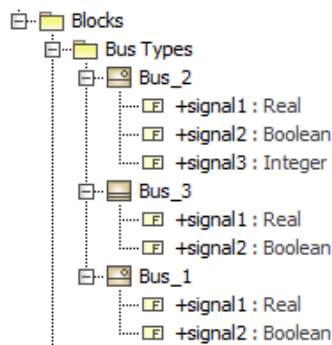 Blocks
Bus Types
Bus_2
F +signal1 : Real
F +signal2 : Boolean
F +signal3 : Integer
Bus_3
F +signal1 : Real
F +signal2 : Boolean
Bus_1
F +signal1 : Real
F +signal2 : Boolean